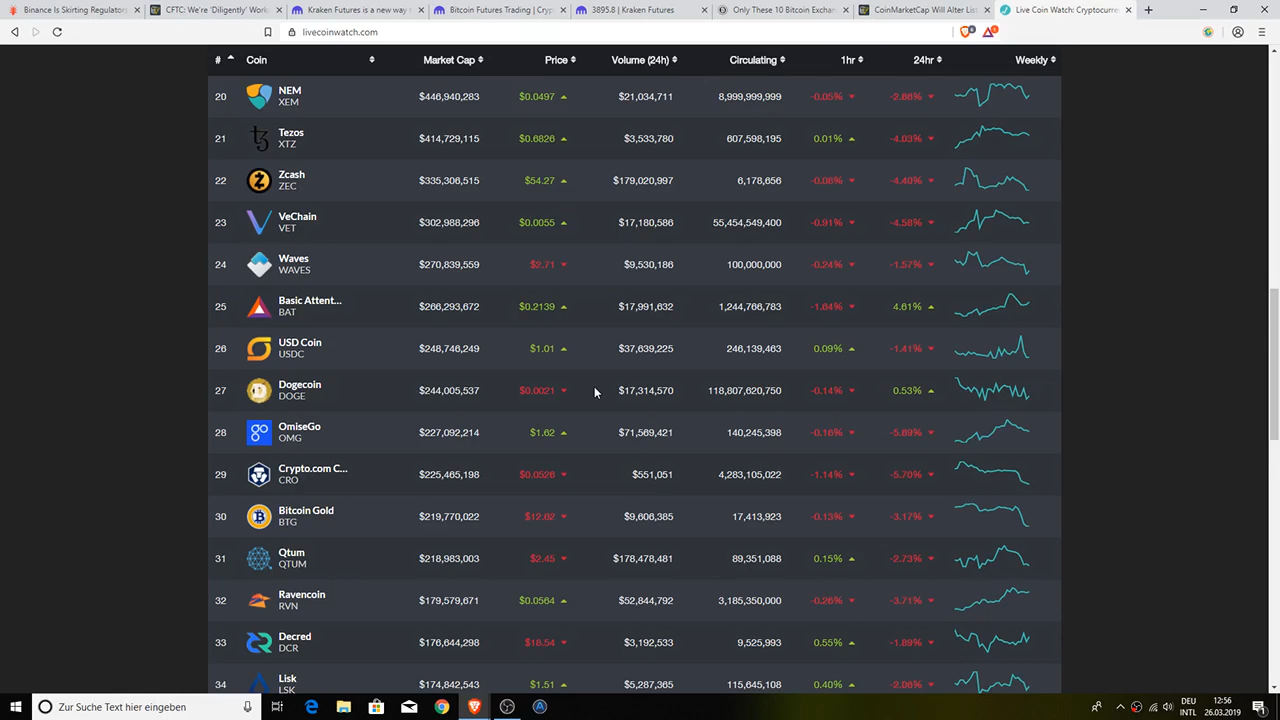 Binance Is Skirting Regulators
CFTC: We're 'Diligently' Work
Kraken Futures is a new way
Bitcoin Futures Trading | Cryp
3895.8 | Kraken Futures
Only These 10 Bitcoin Exchan
CoinMarketCap Will Alter List
Live Coin Watch: Cryptocurre
livecoinwatch.com
# Coin Market Cap Price Volume (24h) Circulating 1hr 24hr Weekly
20 NEM XEM $446,940,283 $0.0497 $21,034,711 8,999,999,999 -0.05% -2.66%
21 Tezos XTZ $414,729,115 $0.6826 $3,533,780 607,598,195 0.01% -4.03%
22 Zcash ZEC $335,306,515 $54.27 $179,020,997 6,178,656 -0.08% -4.40%
23 VeChain VET $302,988,296 $0.0055 $17,180,586 55,454,549,400 -0.91% -4.58%
24 Waves WAVES $270,839,559 $2.71 $9,530,186 100,000,000 -0.24% -1.57%
25 Basic Attent... BAT $266,293,672 $0.2139 $17,991,632 1,244,766,783 -1.64% 4.61%
26 USD Coin USDC $248,746,249 $1.01 $37,639,225 246,139,463 0.09% -1.41%
27 Dogecoin DOGE $244,005,537 $0.0021 $17,314,570 118,807,620,750 -0.14% 0.53%
28 OmiseGo OMG $227,092,214 $1.62 $71,569,421 140,245,398 -0.16% -5.69%
29 Crypto.com C... CRO $225,465,198 $0.0526 $551,051 4,283,105,022 -1.14% -5.70%
30 Bitcoin Gold BTG $219,770,022 $12.62 $9,606,385 17,413,923 -0.13% -3.17%
31 Qtum QTUM $218,983,003 $2.45 $178,478,481 89,351,088 0.15% -2.73%
32 Ravencoin RVN $179,579,671 $0.0564 $52,844,792 3,185,350,000 -0.26% -3.71%
33 Decred DCR $176,644,298 $18.54 $3,192,533 9,525,993 0.55% -1.89%
34 Lisk LSK $174,842,543 $1.51 $5,287,365 115,645,108 0.40% -2.06%
Zur Suche Text hier eingeben
DEU
INTL
12:56
26.03.2019